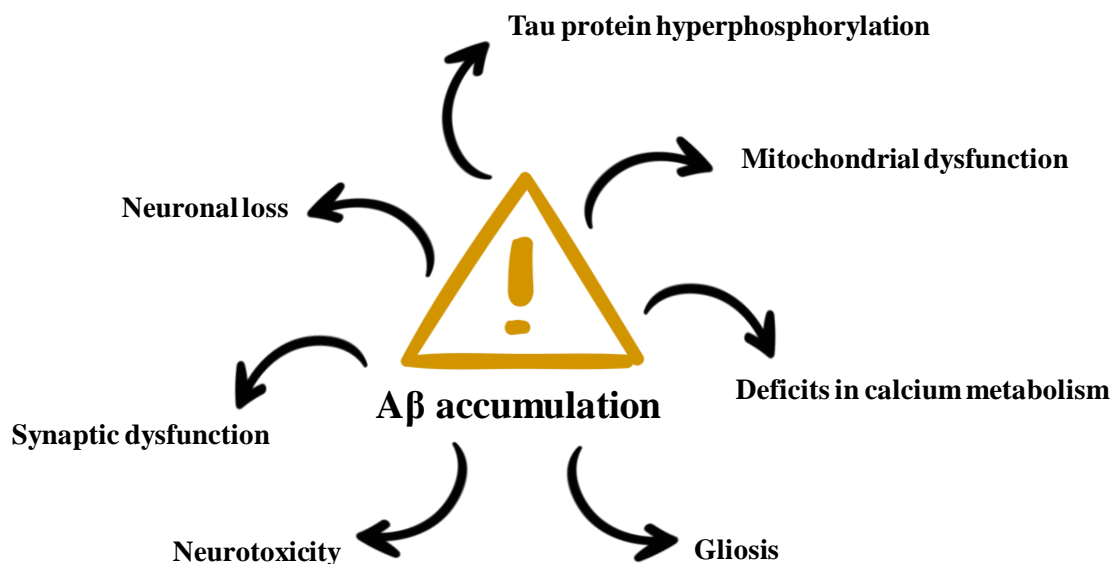 Tau protein hyperphosphorylation
Mitochondrial dysfunction
Neuronal loss
Deficits in calcium metabolism
Aβ accumulation
Synaptic dysfunction
Neurotoxicity
Gliosis